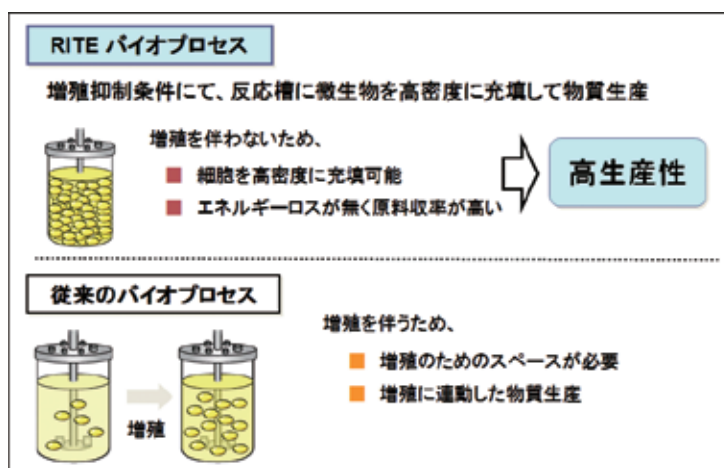 RITE バイオプロセス
増殖抑制条件にて、反応槽に微生物を高密度に充填して物質生産
増殖を伴わないため、
■ 細胞を高密度に充填可能
■ エネルギーロスが無く原料収率が高い
高生産性
従来のバイオプロセス
増殖を伴うため、
■ 増殖のためのスペースが必要
■ 増殖に連動した物質生産
増殖